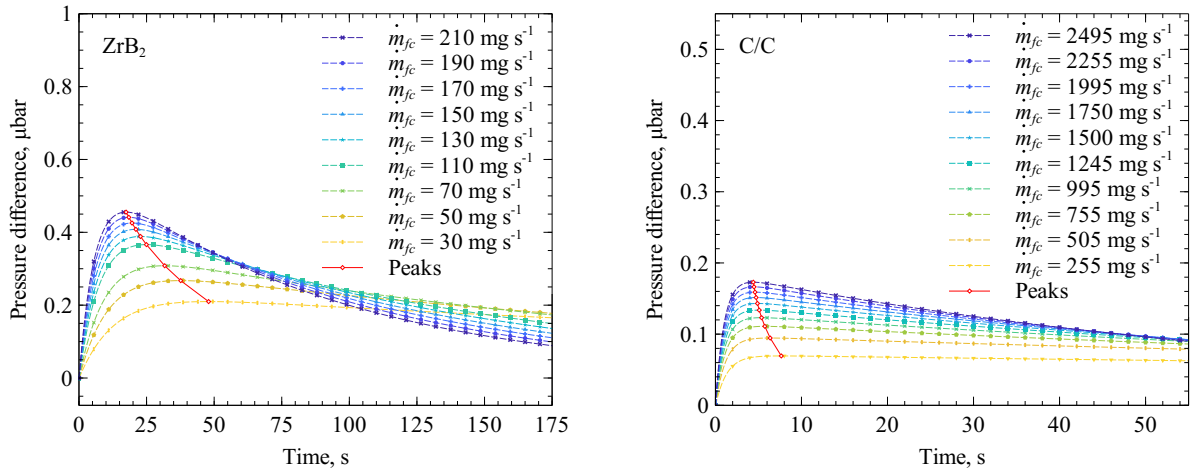 ZrB₂
ṁfc = 210 mg s⁻¹
ṁfc = 190 mg s⁻¹
ṁfc = 170 mg s⁻¹
ṁfc = 150 mg s⁻¹
ṁfc = 130 mg s⁻¹
ṁfc = 110 mg s⁻¹
ṁfc = 70 mg s⁻¹
ṁfc = 50 mg s⁻¹
ṁfc = 30 mg s⁻¹
Peaks
Pressure difference, μbar
1
0.8
0.6
0.4
0.2
0
0 25 50 75 100 125 150 175
Time, s
C/C
ṁfc = 2495 mg s⁻¹
ṁfc = 2255 mg s⁻¹
ṁfc = 1995 mg s⁻¹
ṁfc = 1750 mg s⁻¹
ṁfc = 1500 mg s⁻¹
ṁfc = 1245 mg s⁻¹
ṁfc = 995 mg s⁻¹
ṁfc = 755 mg s⁻¹
ṁfc = 505 mg s⁻¹
ṁfc = 255 mg s⁻¹
Peaks
Pressure difference, μbar
0.5
0.4
0.3
0.2
0.1
0
0 10 20 30 40 50
Time, s